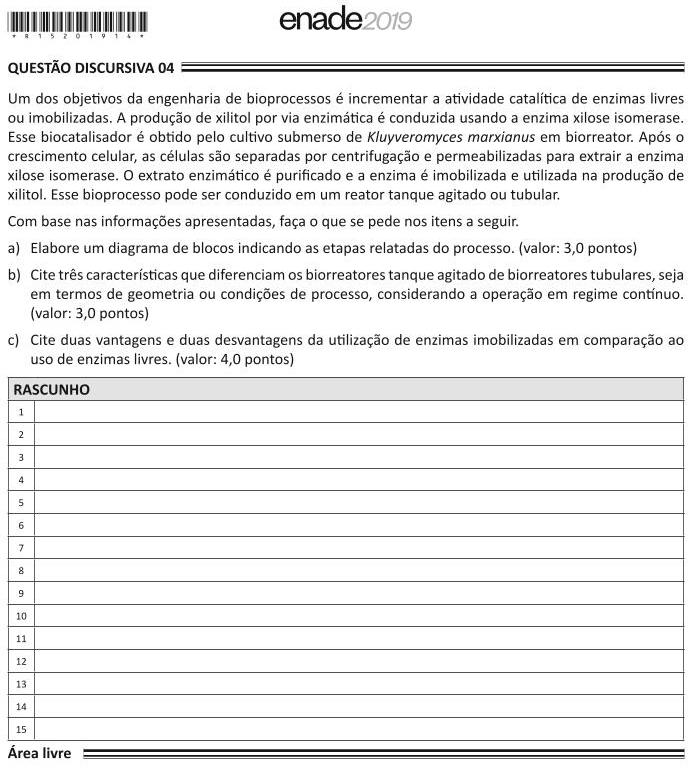 * R 1 5 2 0 1 9 1 4 *
enade2019
QUESTÃO DISCURSIVA 04
Um dos objetivos da engenharia de bioprocessos é incrementar a atividade catalítica de enzimas livres
ou imobilizadas. A produção de xilitol por via enzimática é conduzida usando a enzima xilose isomerase.
Esse biocatalisador é obtido pelo cultivo submerso de Kluyveromyces marxianus em biorreator. Após o
crescimento celular, as células são separadas por centrifugação e permeabilizadas para extrair a enzima
xilose isomerase. O extrato enzimático é purificado e a enzima é imobilizada e utilizada na produção de
xilitol. Esse bioprocesso pode ser conduzido em um reator tanque agitado ou tubular.
Com base nas informações apresentadas, faça o que se pede nos itens a seguir.
a) Elabore um diagrama de blocos indicando as etapas relatadas do processo. (valor: 3,0 pontos)
b) Cite três características que diferenciam os biorreatores tanque agitado de biorreatores tubulares, seja
em termos de geometria ou condições de processo, considerando a operação em regime contínuo.
(valor: 3,0 pontos)
c) Cite duas vantagens e duas desvantagens da utilização de enzimas imobilizadas em comparação ao
uso de enzimas livres. (valor: 4,0 pontos)
RASCUNHO
1
2
3
4
5
6
7
8
9
10
11
12
13
14
15
Área livre